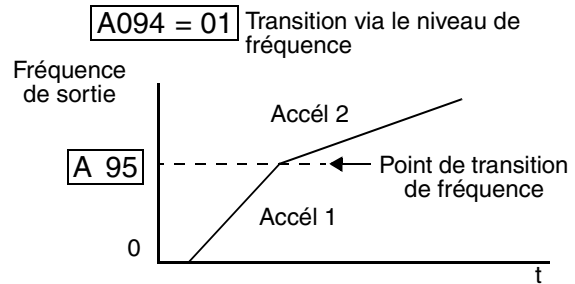 A094 = 01
Transition via le niveau de
fréquence
Fréquence
de sortie
Accél 2
A 95
Point de transition
de fréquence
Accél 1
0
t